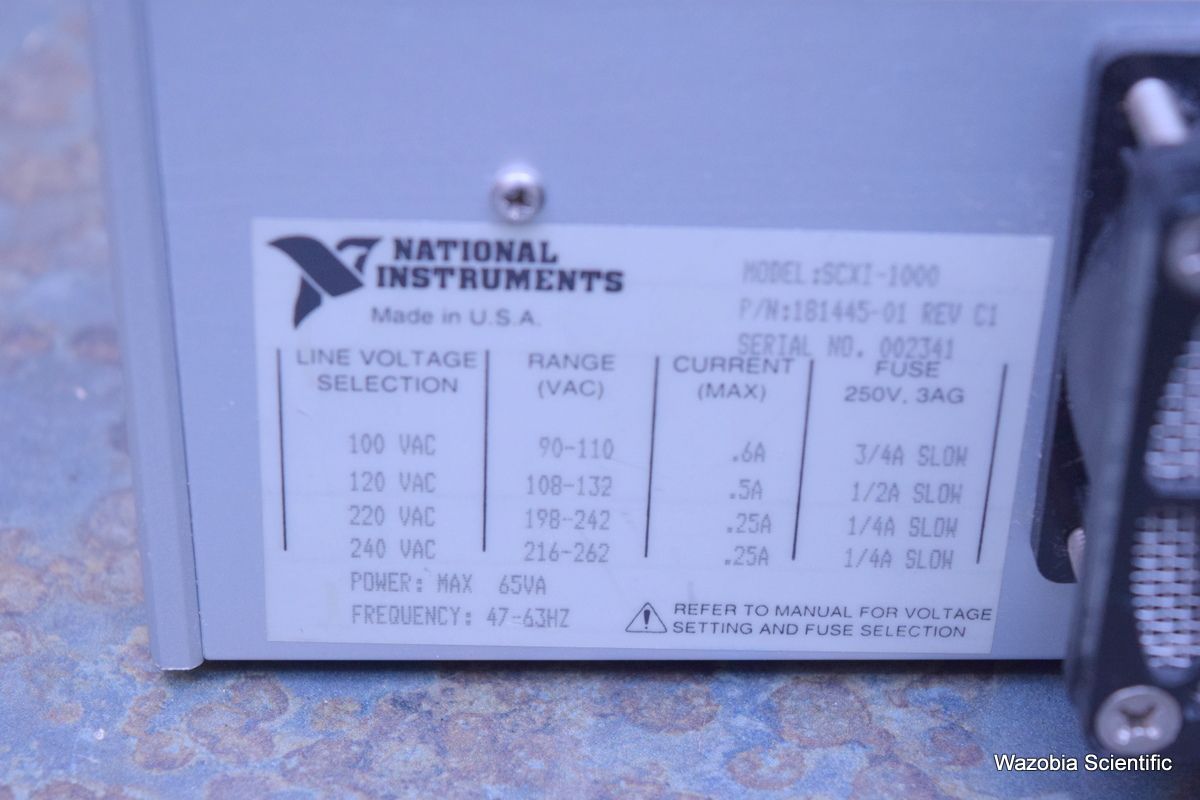 NATIONAL
INSTRUMENTS
Made in U.S.A.
MODEL:SCXI-1000
P/N:181445-01 REV C1
SERIAL NO. 002341
LINE VOLTAGE SELECTION RANGE (VAC) CURRENT (MAX) FUSE 250V, 3AG
100 VAC 90-110 .6A 3/4A SLOW
120 VAC 108-132 .5A 1/2A SLOW
220 VAC 198-242 .25A 1/4A SLOW
240 VAC 216-262 .25A 1/4A SLOW
POWER: MAX 65VA
FREQUENCY: 47-63HZ
REFER TO MANUAL FOR VOLTAGE
SETTING AND FUSE SELECTION
Wazobia Scientific